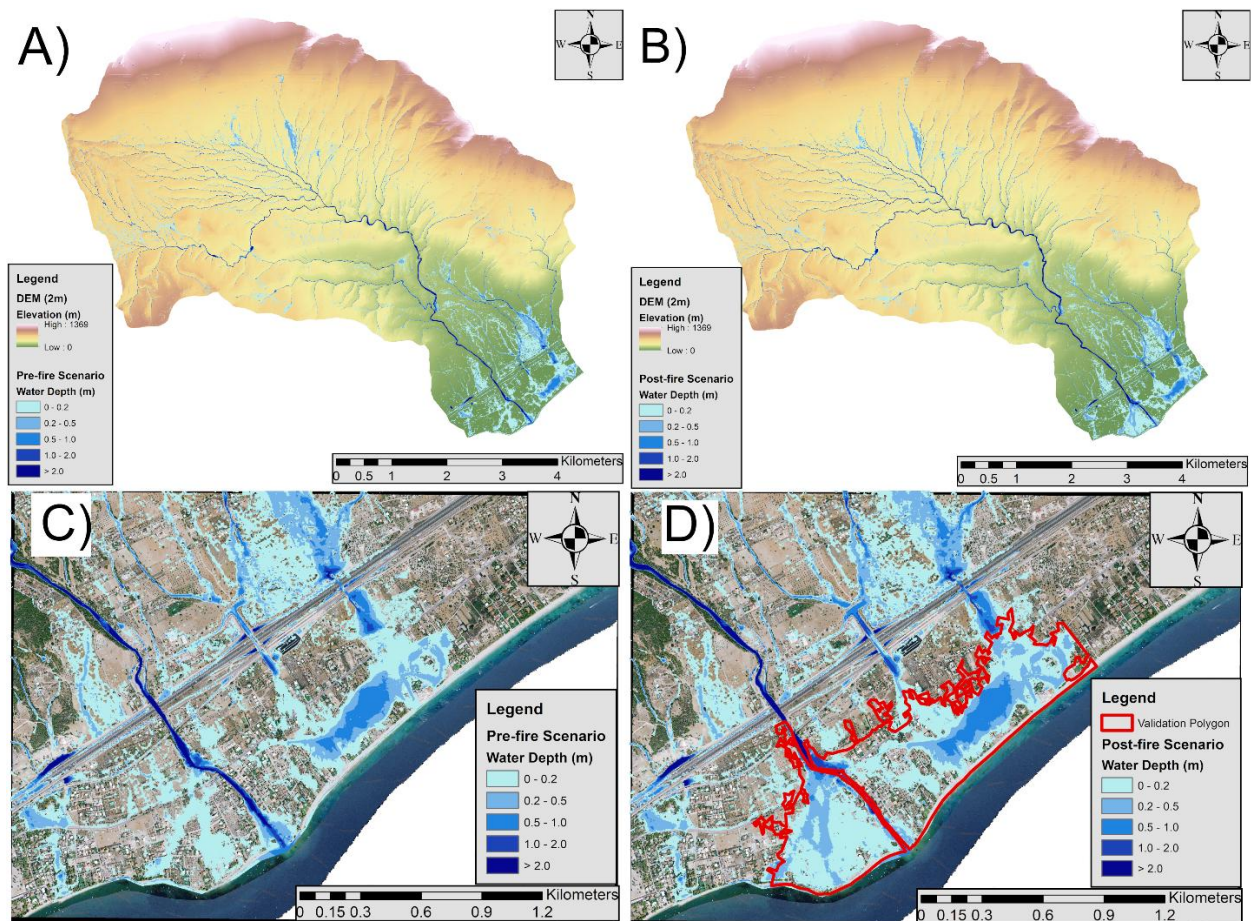 A)
N
W E
S
Legend
DEM (2m)
Elevation (m)
High : 1369
Low : 0
Pre-fire Scenario
Water Depth (m)
0 - 0.2
0.2 - 0.5
0.5 - 1.0
1.0 - 2.0
> 2.0
Kilometers
0 0.5 1 2 3 4
B)
N
W E
S
Legend
DEM (2m)
Elevation (m)
High : 1369
Low : 0
Post-fire Scenario
Water Depth (m)
0 - 0.2
0.2 - 0.5
0.5 - 1.0
1.0 - 2.0
> 2.0
Kilometers
0 0.5 1 2 3 4
C)
N
W E
S
Legend
Pre-fire Scenario
Water Depth (m)
0 - 0.2
0.2 - 0.5
0.5 - 1.0
1.0 - 2.0
> 2.0
Kilometers
0 0.15 0.3 0.6 0.9 1.2
D)
N
W E
S
Legend
Validation Polygon
Post-fire Scenario
Water Depth (m)
0 - 0.2
0.2 - 0.5
0.5 - 1.0
1.0 - 2.0
> 2.0
Kilometers
0 0.15 0.3 0.6 0.9 1.2